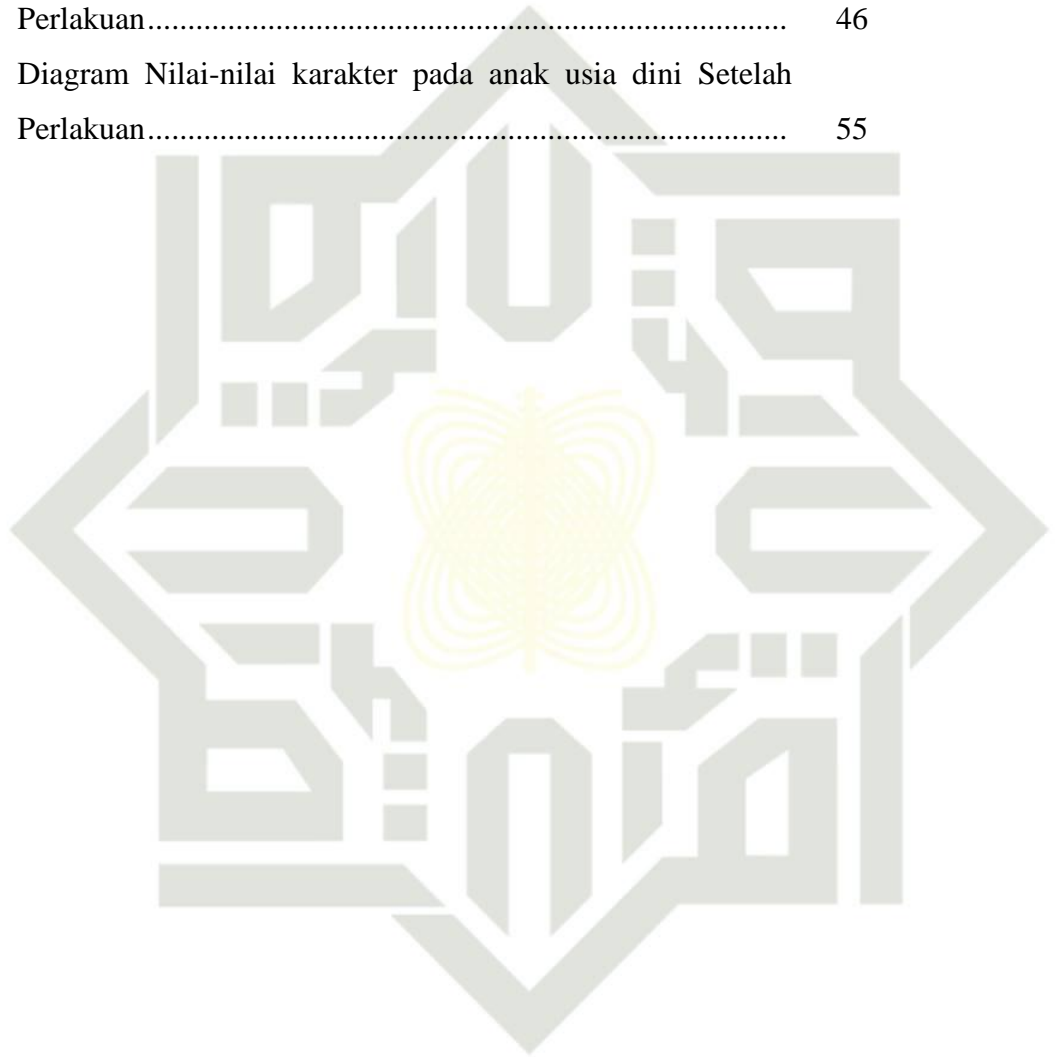 Perlakuan................................................................................ 46
Diagram Nilai-nilai karakter pada anak usia dini Setelah
Perlakuan................................................................................ 55